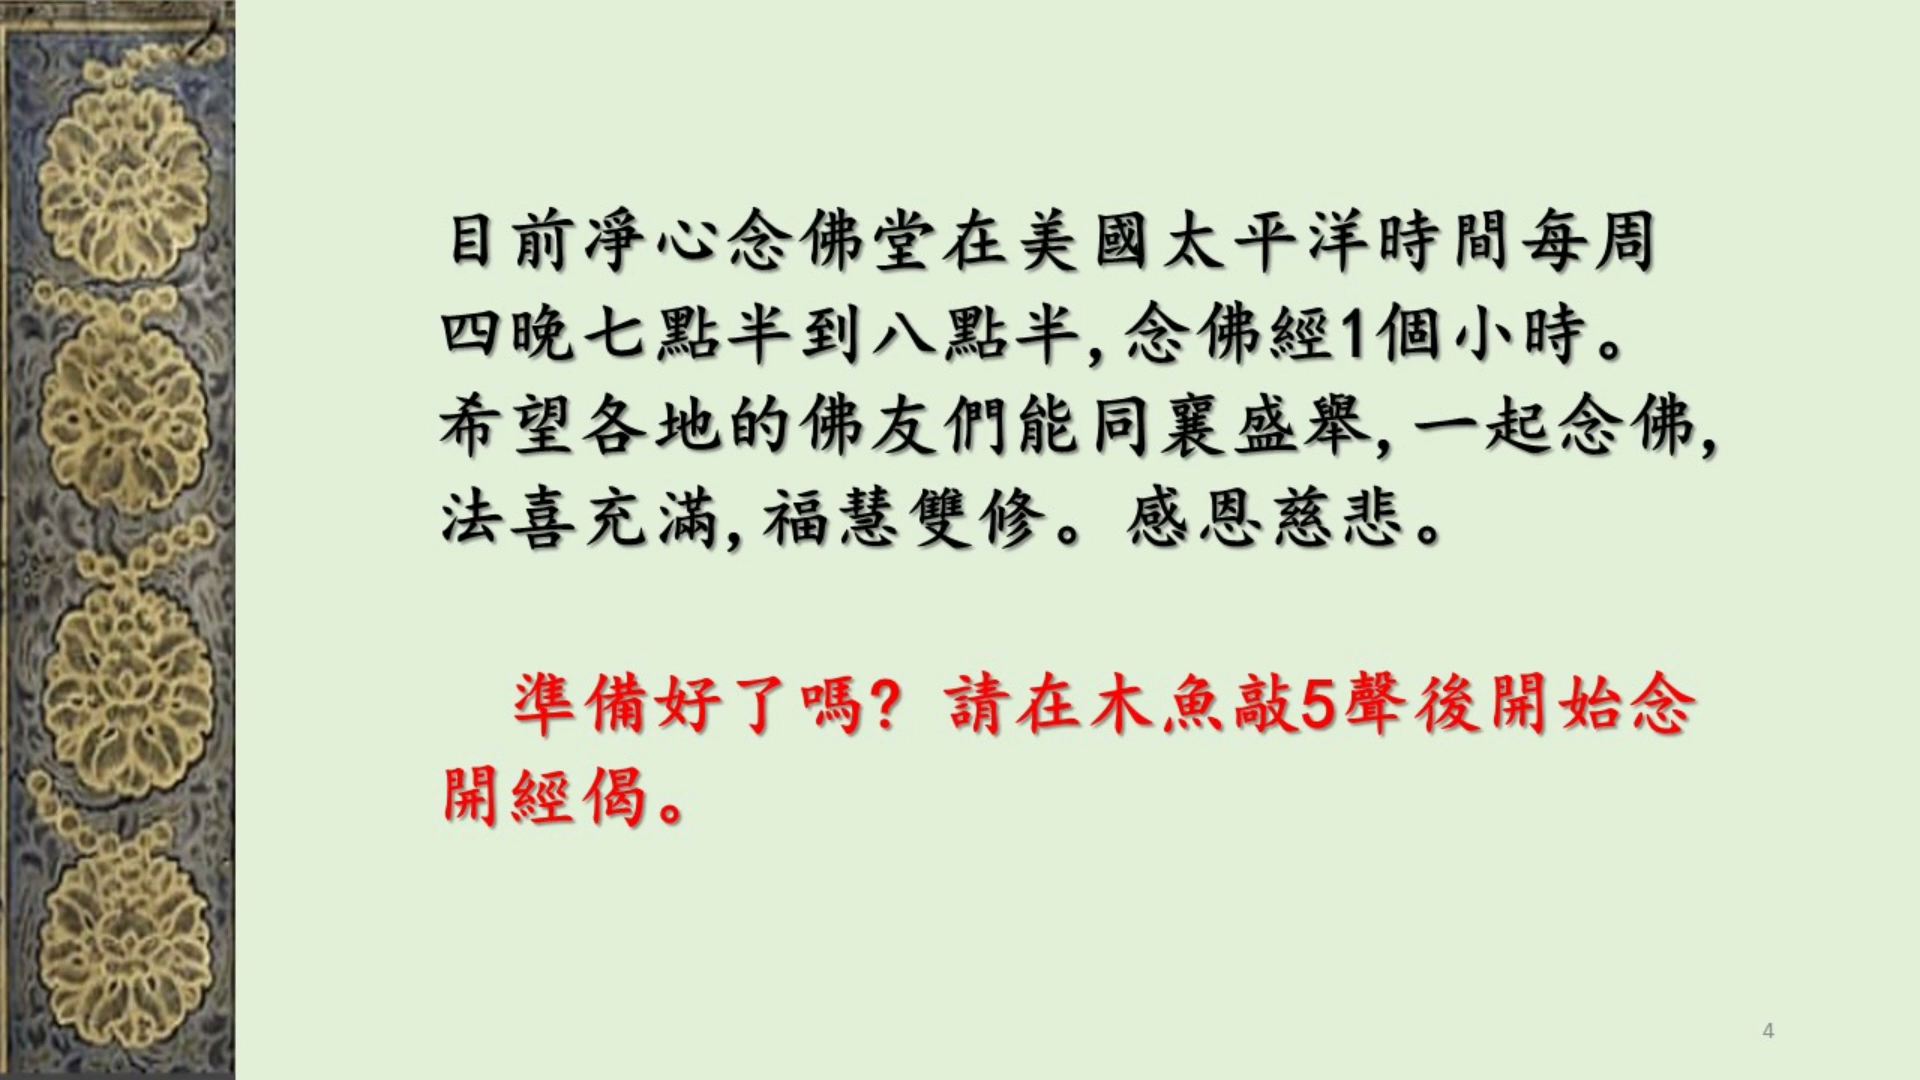 目前淨心念佛堂在美國太平洋時間每周
四晚七點半到八點半,念佛經1個小時。
希望各地的佛友們能同襄盛舉,一起念佛,
法喜充滿,福慧雙修。感恩慈悲。
準備好了嗎? 請在木魚敲5聲後開始念
開經偈。
4